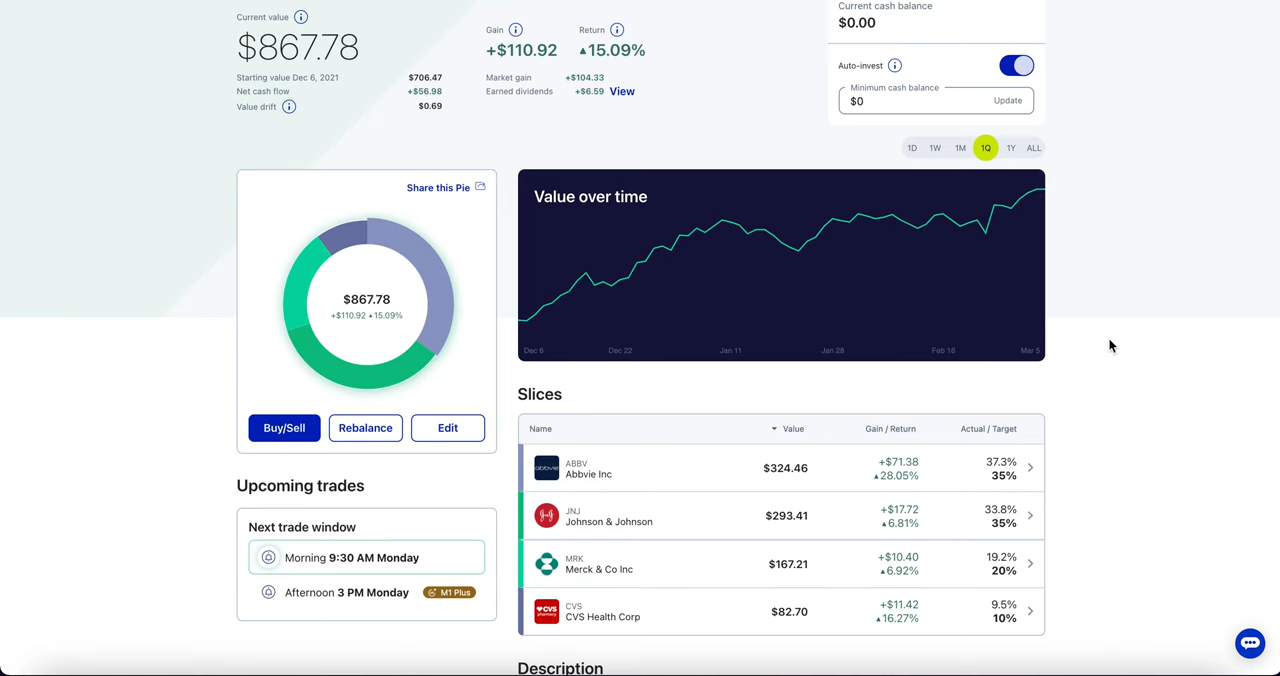 Current value
$867.78
Starting value Dec 6, 2021 $706.47
Net cash flow +$56.98
Value drift $0.69
Gain Return
+$110.92 ▲15.09%
Market gain +$104.33
Earned dividends +$6.59 View
Current cash balance
$0.00
Auto-invest
Minimum cash balance
$0 Update
1D 1W 1M 1Q 1Y ALL
Share this Pie
$867.78
+$110.92 ▲ 15.09%
Buy/Sell Rebalance Edit
Value over time
Dec 6 Dec 22 Jan 11 Jan 28 Feb 16 Mar 5
Upcoming trades
Next trade window
Morning 9:30 AM Monday
Afternoon 3 PM Monday M1 Plus
Slices
Name Value Gain / Return Actual / Target
abbvie ABBV
Abbvie Inc
$324.46
+$71.38
▲28.05%
37.3%
35%
JNJ
Johnson & Johnson
$293.41
+$17.72
▲6.81%
33.8%
35%
MRK
Merck & Co Inc
$167.21
+$10.40
▲6.92%
19.2%
20%
CVS pharmacy
CVS
CVS Health Corp
$82.70
+$11.42
▲16.27%
9.5%
10%
Description